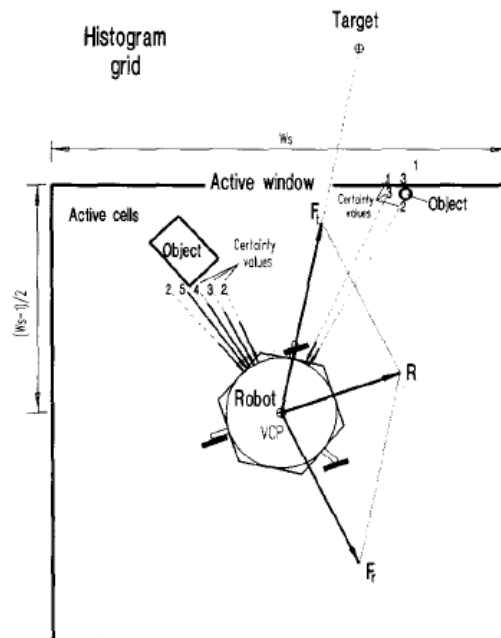 Target
Histogram
grid
Ws
1
Active window
1 3
3
Certainty
values
2
Object
Active cells
Ft
Object
Certainty
values
2 5 4 3 2
(Ws-1)/2
R
Robot
VCP
Fr